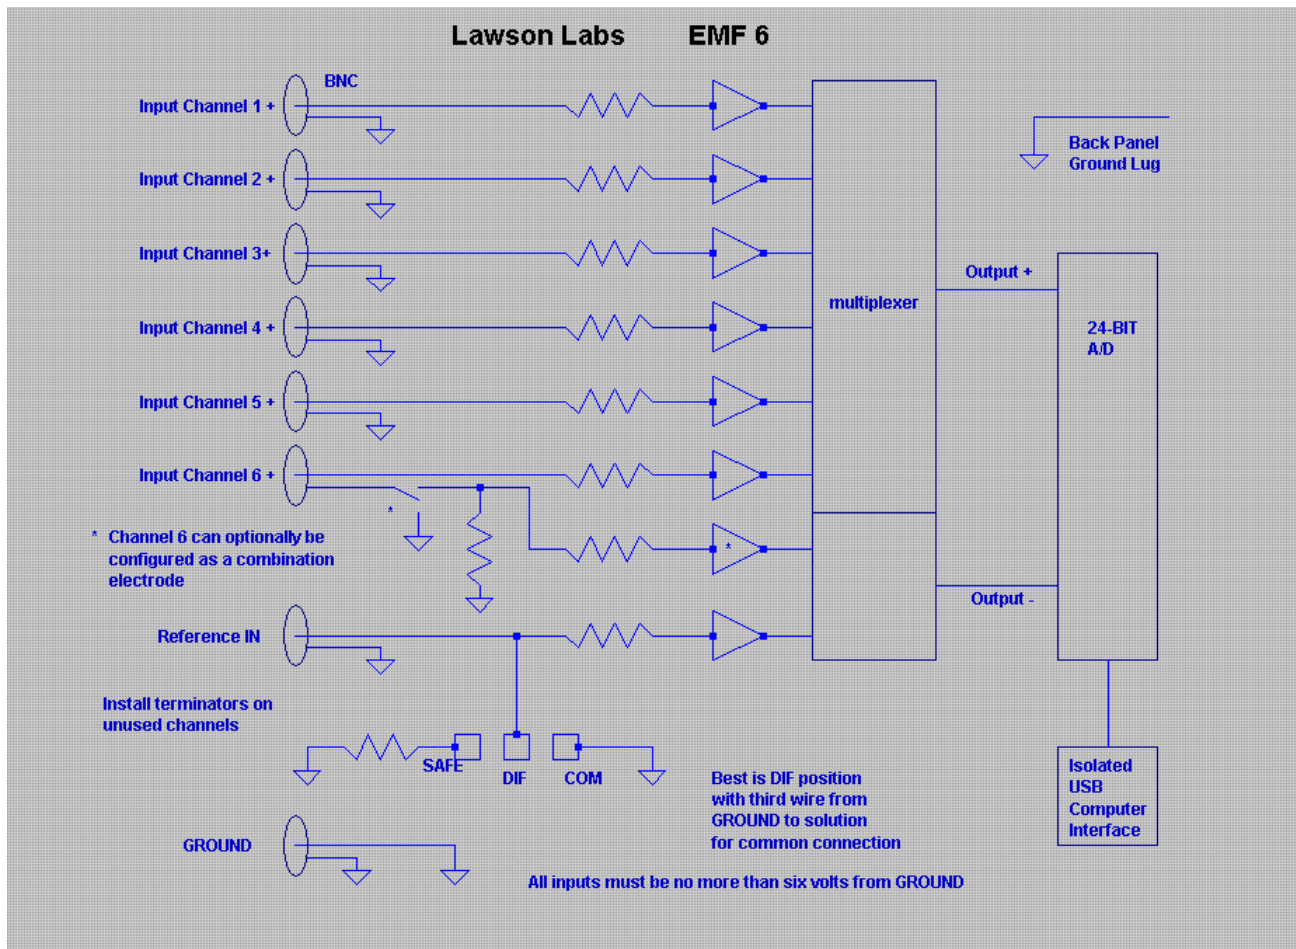 Lawson Labs EMF 6
BNC
Input Channel 1 +
Back Panel
Ground Lug
Input Channel 2 +
Input Channel 3+
Output +
multiplexer
Input Channel 4 +
24-BIT
A/D
Input Channel 5 +
Input Channel 6 +
*
* Channel 6 can optionally be
configured as a combination
electrode
*
Output -
Reference IN
Install terminators on
unused channels
SAFE
DIF
COM
Best is DIF position
with third wire from
GROUND to solution
for common connection
Isolated
USB
Computer
Interface
GROUND
All inputs must be no more than six volts from GROUND